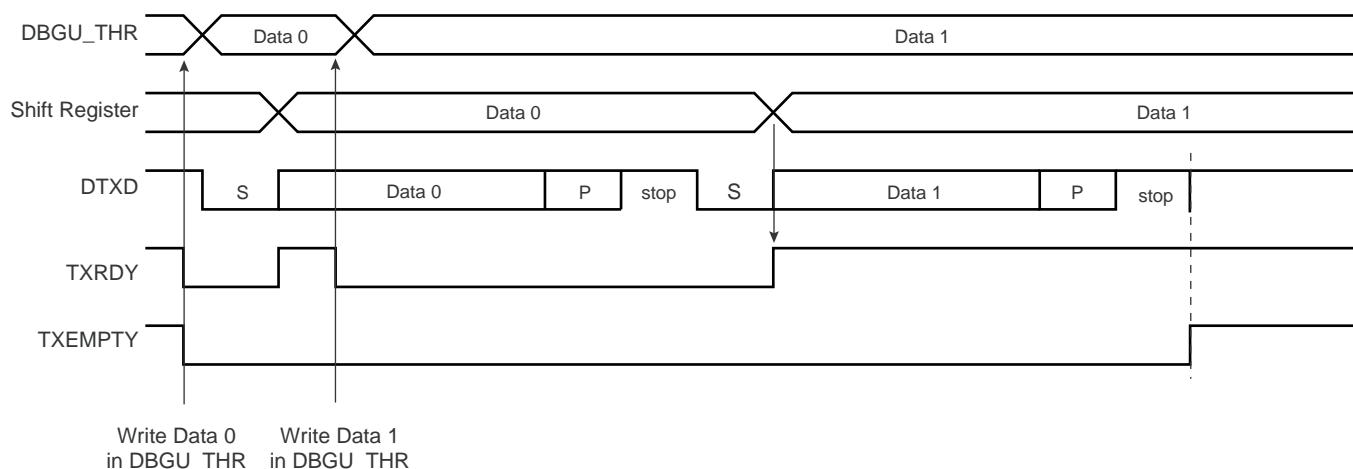 DBGU_THR
Data 0
Data 1
Shift Register
Data 0
Data 1
DTXD
S
Data 0
P
stop
S
Data 1
P
stop
TXRDY
TXEMPTY
Write Data 0
in DBGU_THR
Write Data 1
in DBGU_THR